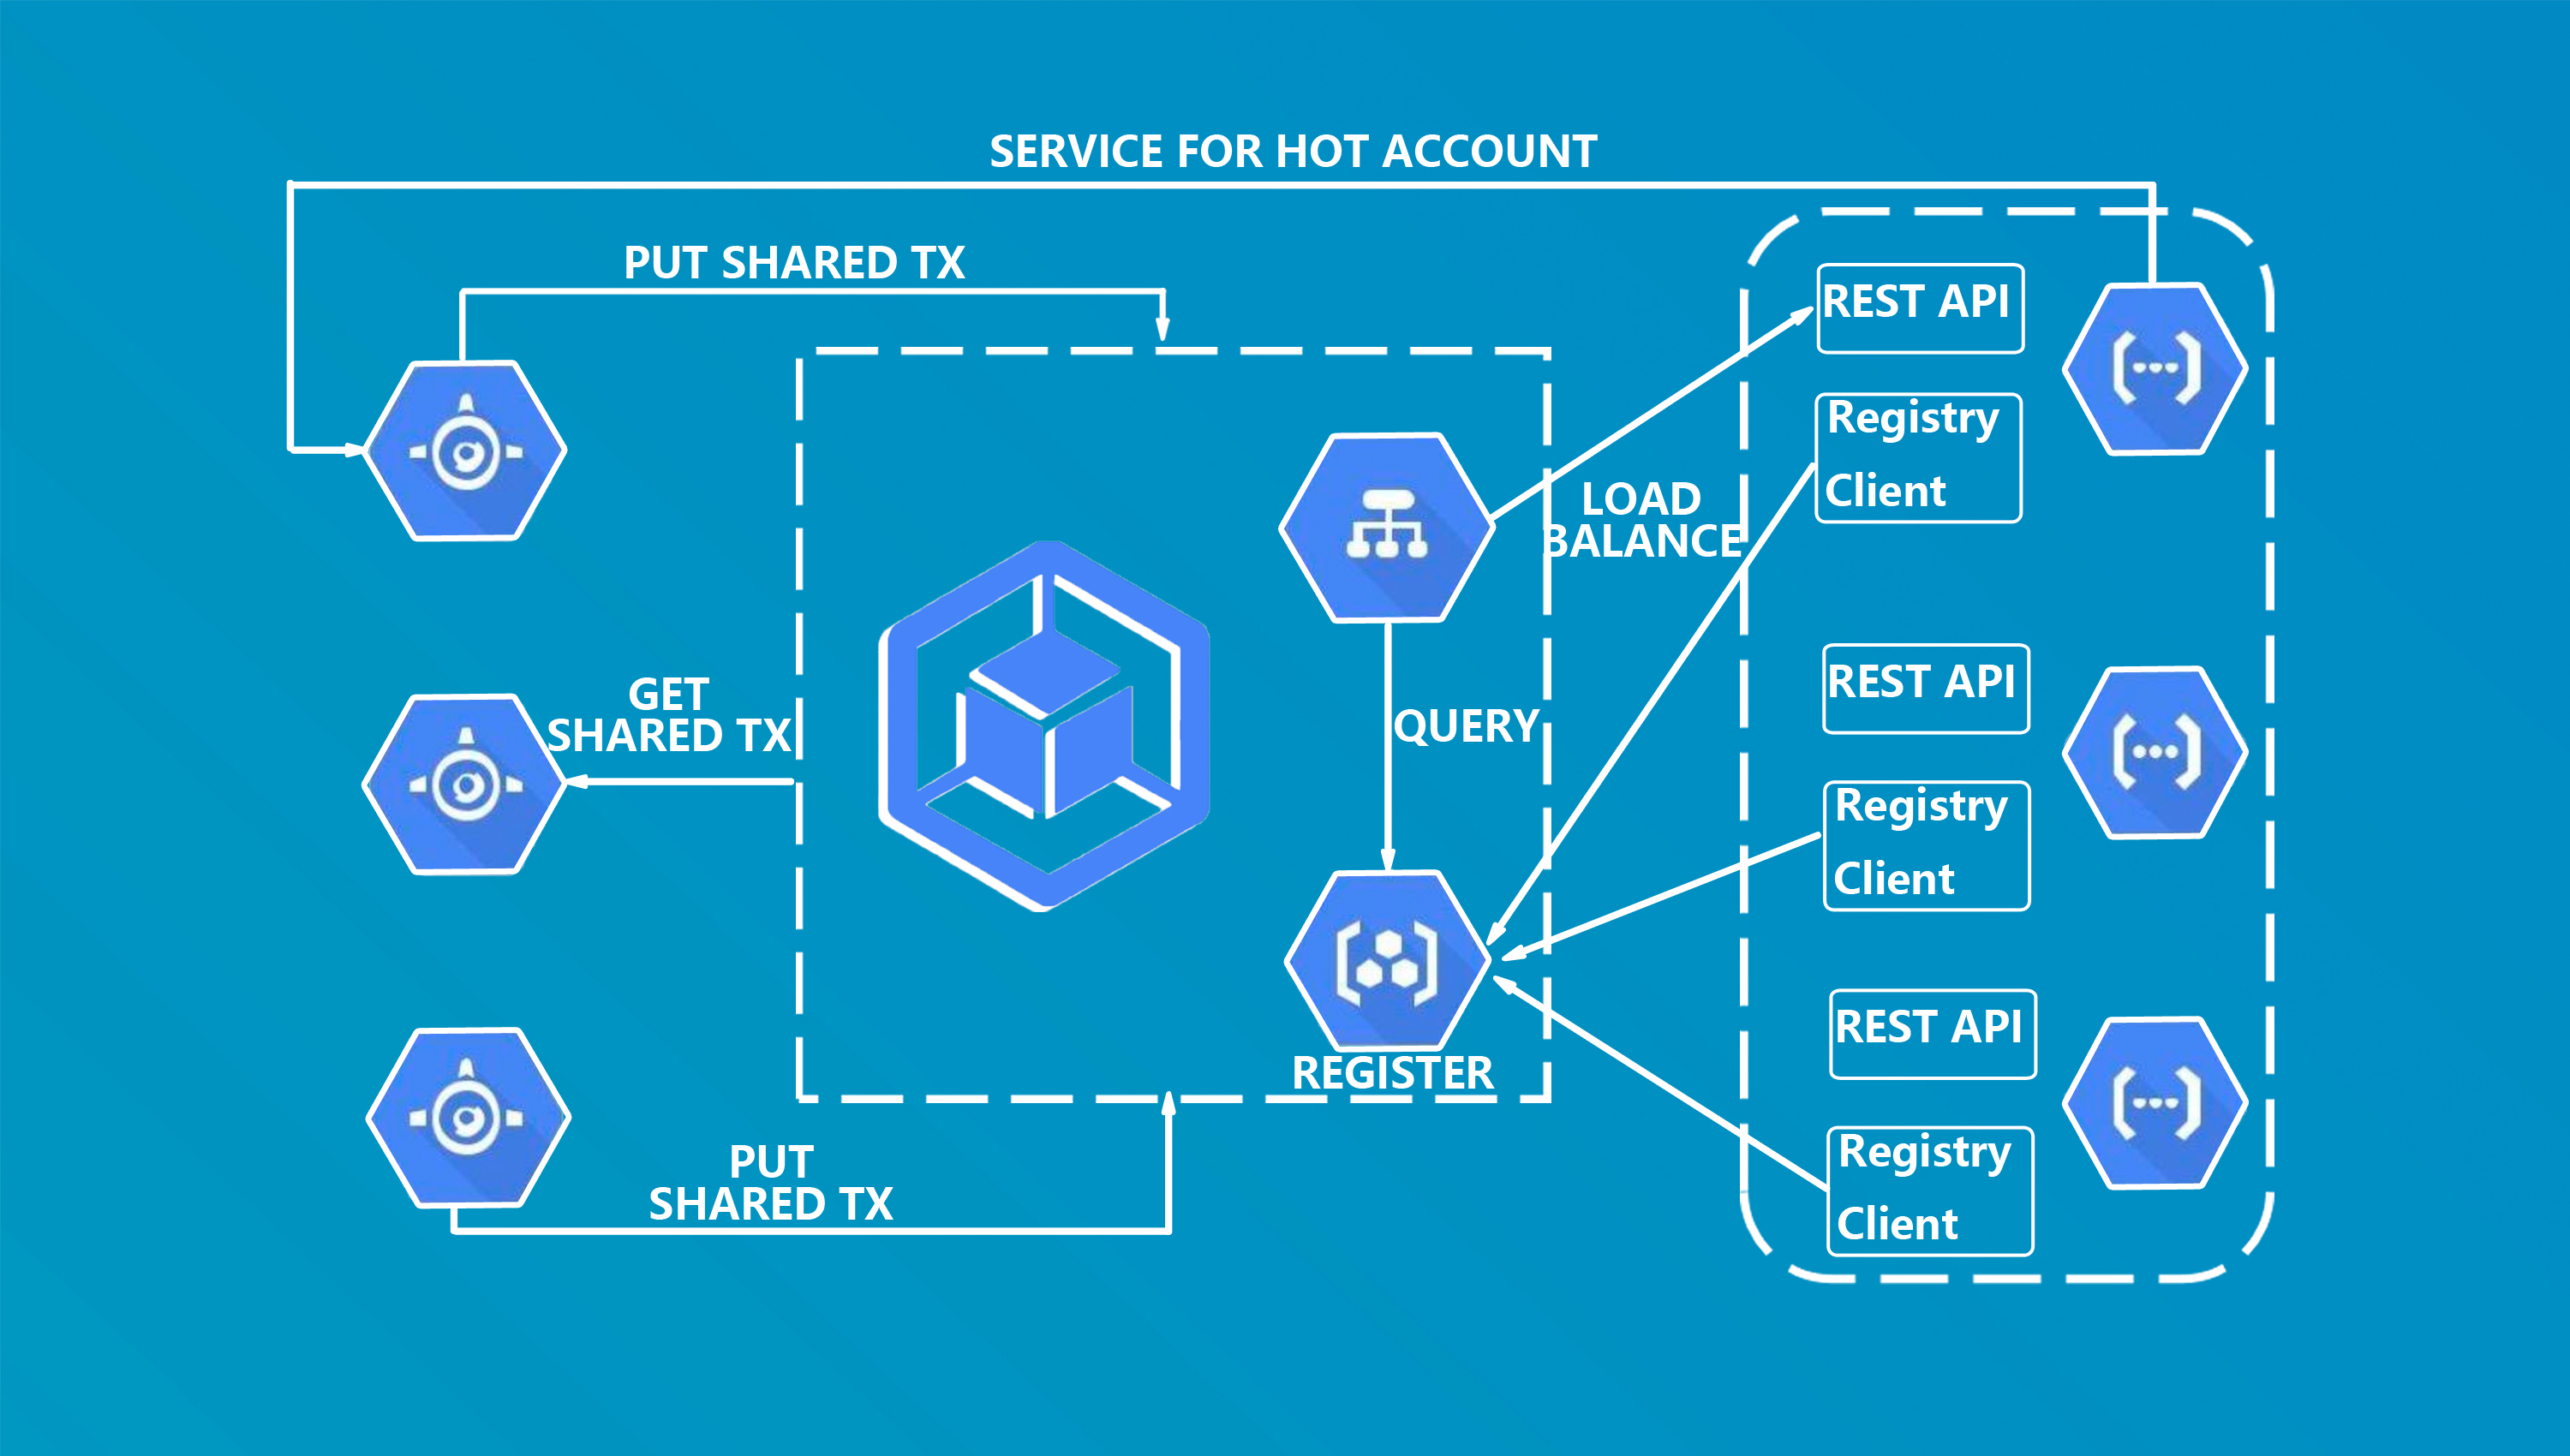 SERVICE FOR HOT ACCOUNT
PUT SHARED TX
REST API
Registry
Client
LOAD
BALANCE
GET
SHARED TX
QUERY
REST API
Registry
Client
REGISTER
REST API
PUT
SHARED TX
Registry
Client